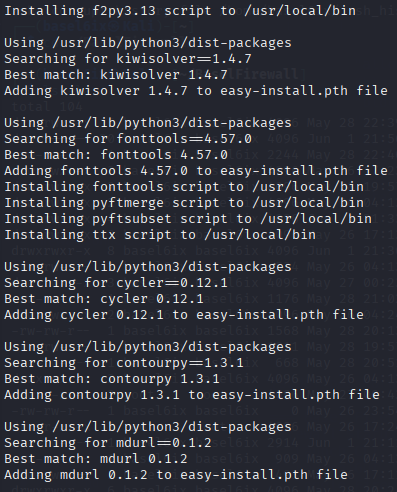 Installing f2py3.13 script to /usr/local/bin
Using /usr/lib/python3/dist-packages
Searching for kiwisolver==1.4.7
Best match: kiwisolver 1.4.7
Adding kiwisolver 1.4.7 to easy-install.pth file
Using /usr/lib/python3/dist-packages
Searching for fonttools==4.57.0
Best match: fonttools 4.57.0
Adding fonttools 4.57.0 to easy-install.pth file
Installing fonttools script to /usr/local/bin
Installing pyftmerge script to /usr/local/bin
Installing pyftsubset script to /usr/local/bin
Installing ttx script to /usr/local/bin
Using /usr/lib/python3/dist-packages
Searching for cycler==0.12.1
Best match: cycler 0.12.1
Adding cycler 0.12.1 to easy-install.pth file
Using /usr/lib/python3/dist-packages
Searching for contourpy==1.3.1
Best match: contourpy 1.3.1
Adding contourpy 1.3.1 to easy-install.pth file
Using /usr/lib/python3/dist-packages
Searching for mdurl==0.1.2
Best match: mdurl 0.1.2
Adding mdurl 0.1.2 to easy-install.pth file